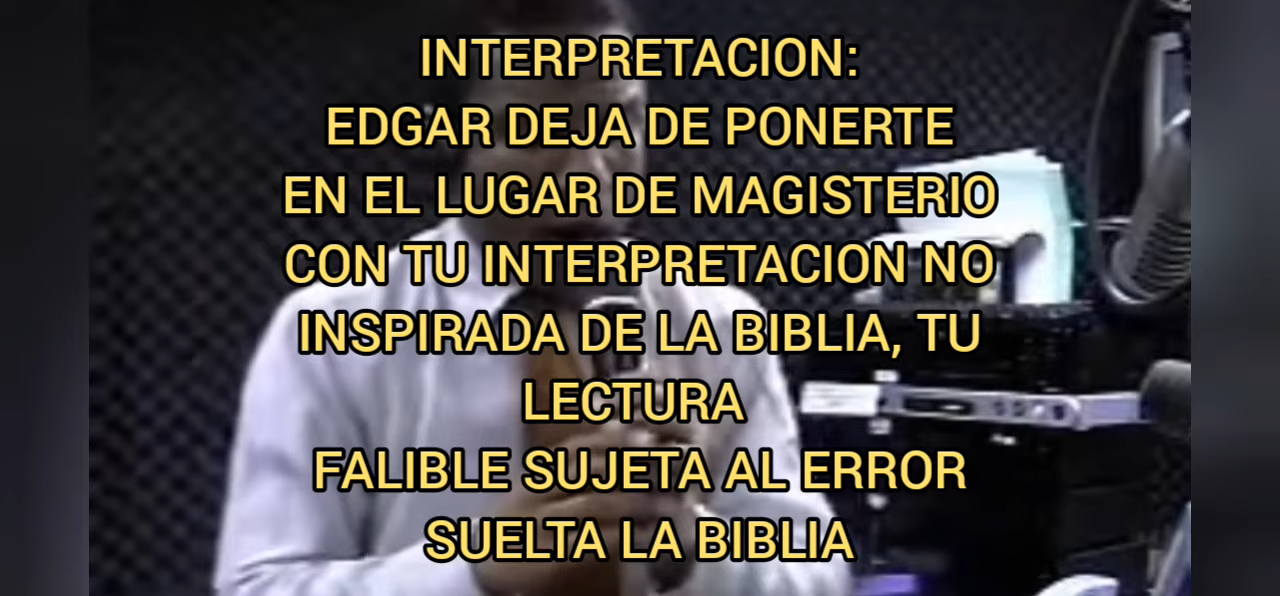 INTERPRETACION:
EDGAR DEJA DE PONERTE
EN EL LUGAR DE MAGISTERIO
CON TU INTERPRETACION NO
INSPIRADA DE LA BIBLIA, TU
LECTURA
FALIBLE SUJETA AL ERROR
SUELTA LA BIBLIA